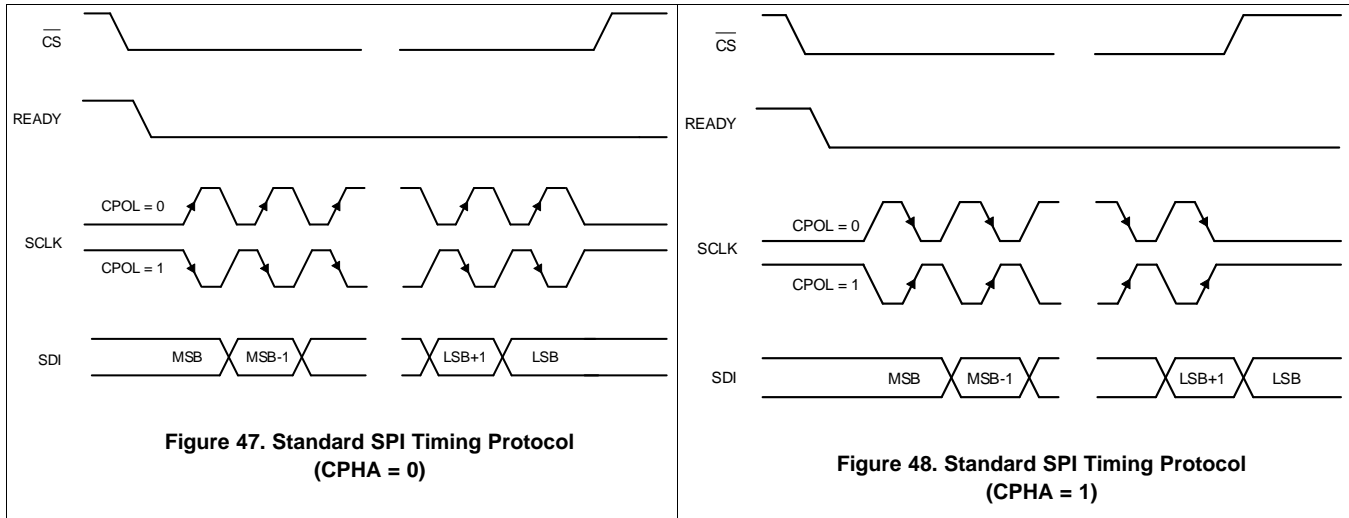 CS
READY
CPOL = 0
SCLK
CPOL = 1
SDI
MSB
MSB-1
LSB+1
LSB
Figure 47. Standard SPI Timing Protocol
(CPHA = 0)
CS
READY
CPOL = 0
SCLK
CPOL = 1
SDI
MSB
MSB-1
LSB+1
LSB
Figure 48. Standard SPI Timing Protocol
(CPHA = 1)